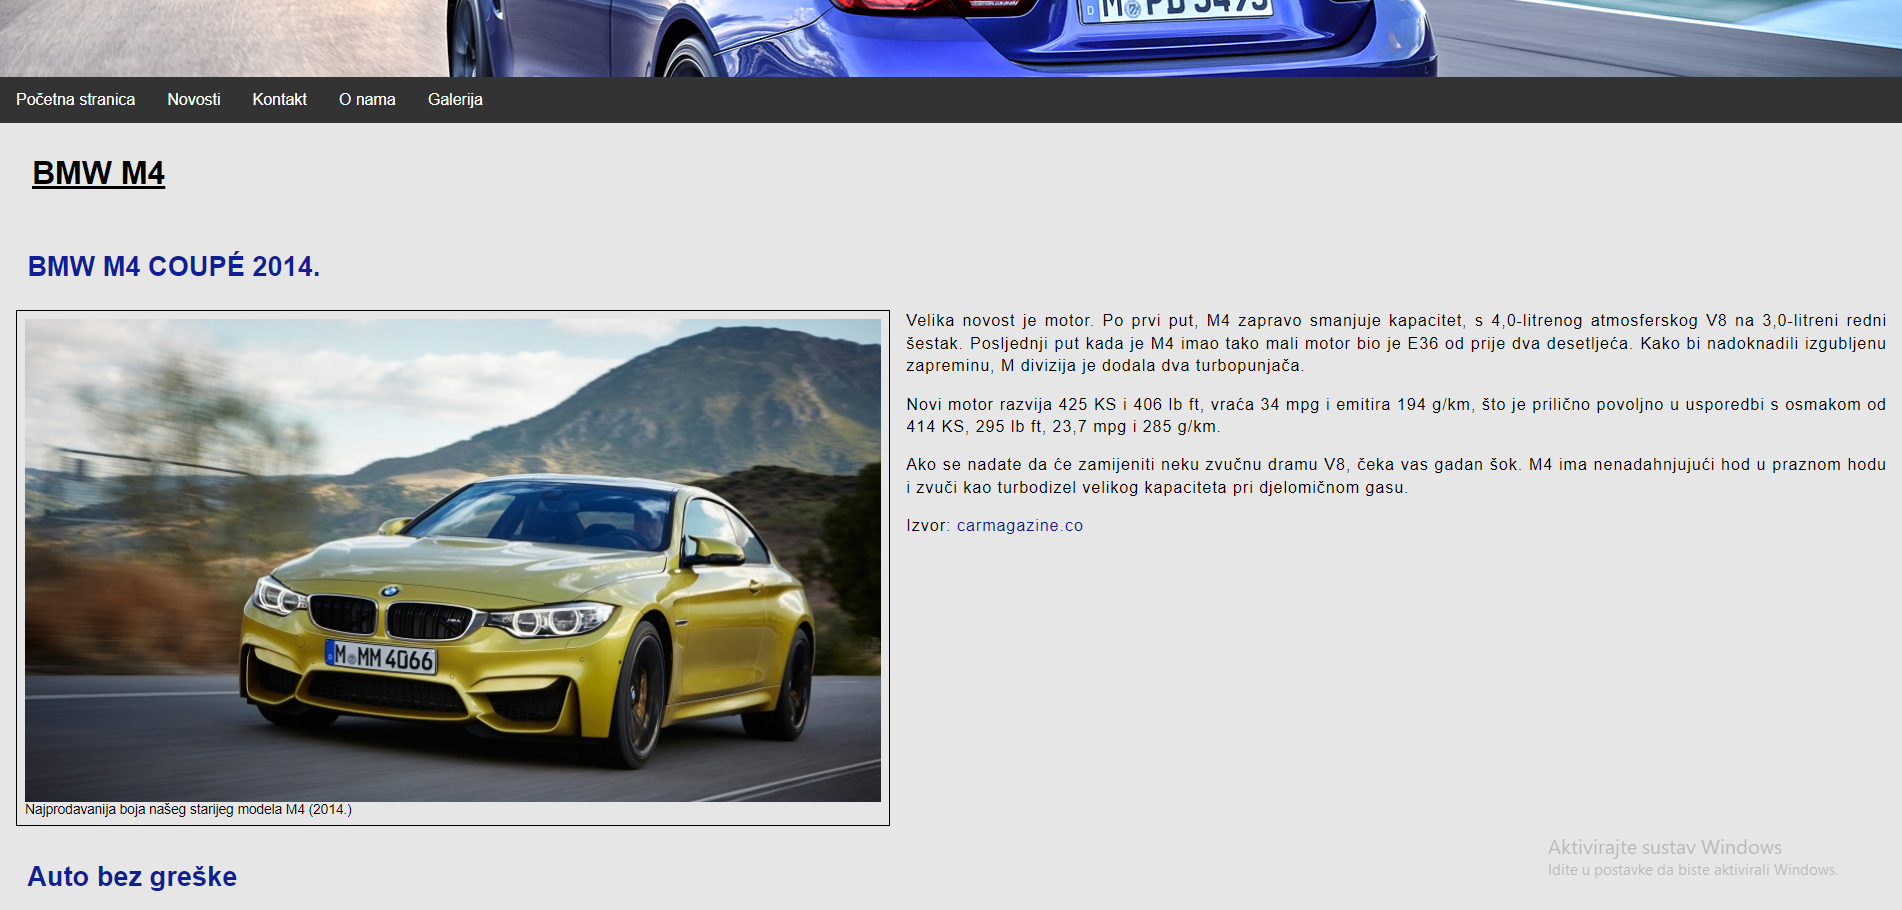 Početna stranica Novosti Kontakt O nama Galerija
BMW M4
BMW M4 COUPÉ 2014.
M MM 4066
Najprodavanija boja našeg starijeg modela M4 (2014.)
Velika novost je motor. Po prvi put, M4 zapravo smanjuje kapacitet, s 4,0-litrenog atmosferskog V8 na 3,0-litreni redni
šestak. Posljednji put kada je M4 imao tako mali motor bio je E36 od prije dva desetljeća. Kako bi nadoknadili izgubljenu
zapreminu, M divizija je dodala dva turbopunjača.
Novi motor razvija 425 KS i 406 lb ft, vraća 34 mpg i emitira 194 g/km, što je prilično povoljno u usporedbi s osmakom od
414 KS, 295 lb ft, 23,7 mpg i 285 g/km.
Ako se nadate da će zamijeniti neku zvučnu dramu V8, čeka vas gadan šok. M4 ima nenadahnjujući hod u praznom hodu
i zvuči kao turbodizel velikog kapaciteta pri djelomičnom gasu.
Izvor: carmagazine.co
Auto bez greške
Aktivirajte sustav Windows
Idite u postavke da biste aktivirali Windows.